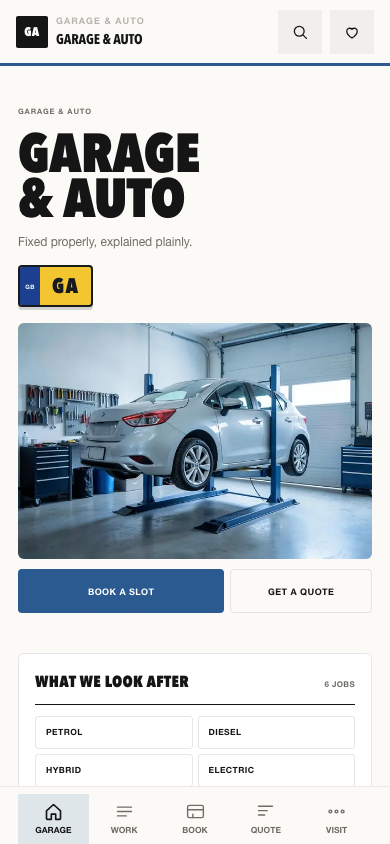 GA
GARAGE & AUTO
GARAGE & AUTO
GARAGE & AUTO
GARAGE
& AUTO
Fixed properly, explained plainly.
GB GA
BOOK A SLOT
GET A QUOTE
WHAT WE LOOK AFTER
6 JOBS
PETROL
DIESEL
HYBRID
ELECTRIC
GARAGE
WORK
BOOK
QUOTE
VISIT